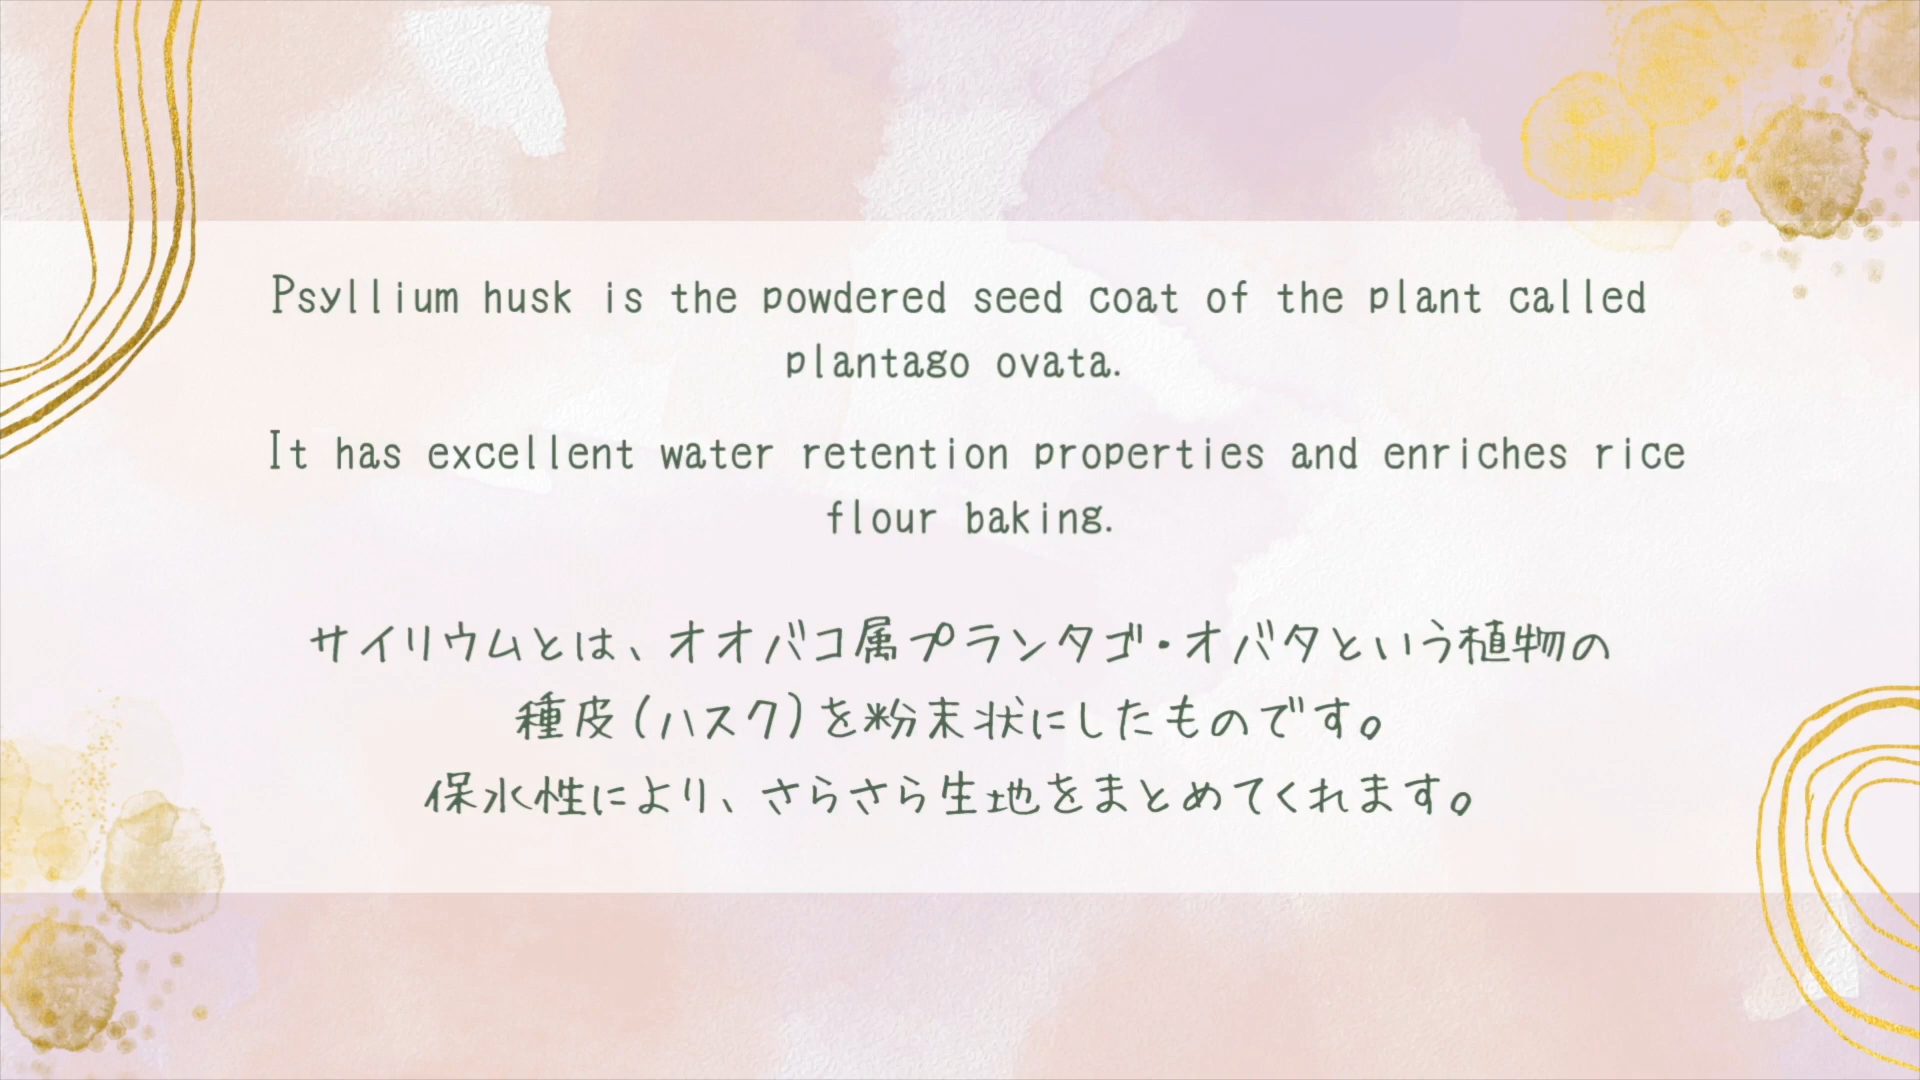 Psyllium husk is the powdered seed coat of the plant called
plantago ovata.
It has excellent water retention properties and enriches rice
flour baking.
サイリウムとは、オオバコ属プランタゴ・オバタという植物の
種皮(ハスク)を粉末状にしたものです。
保水性により、さらさら生地をまとめてくれます。